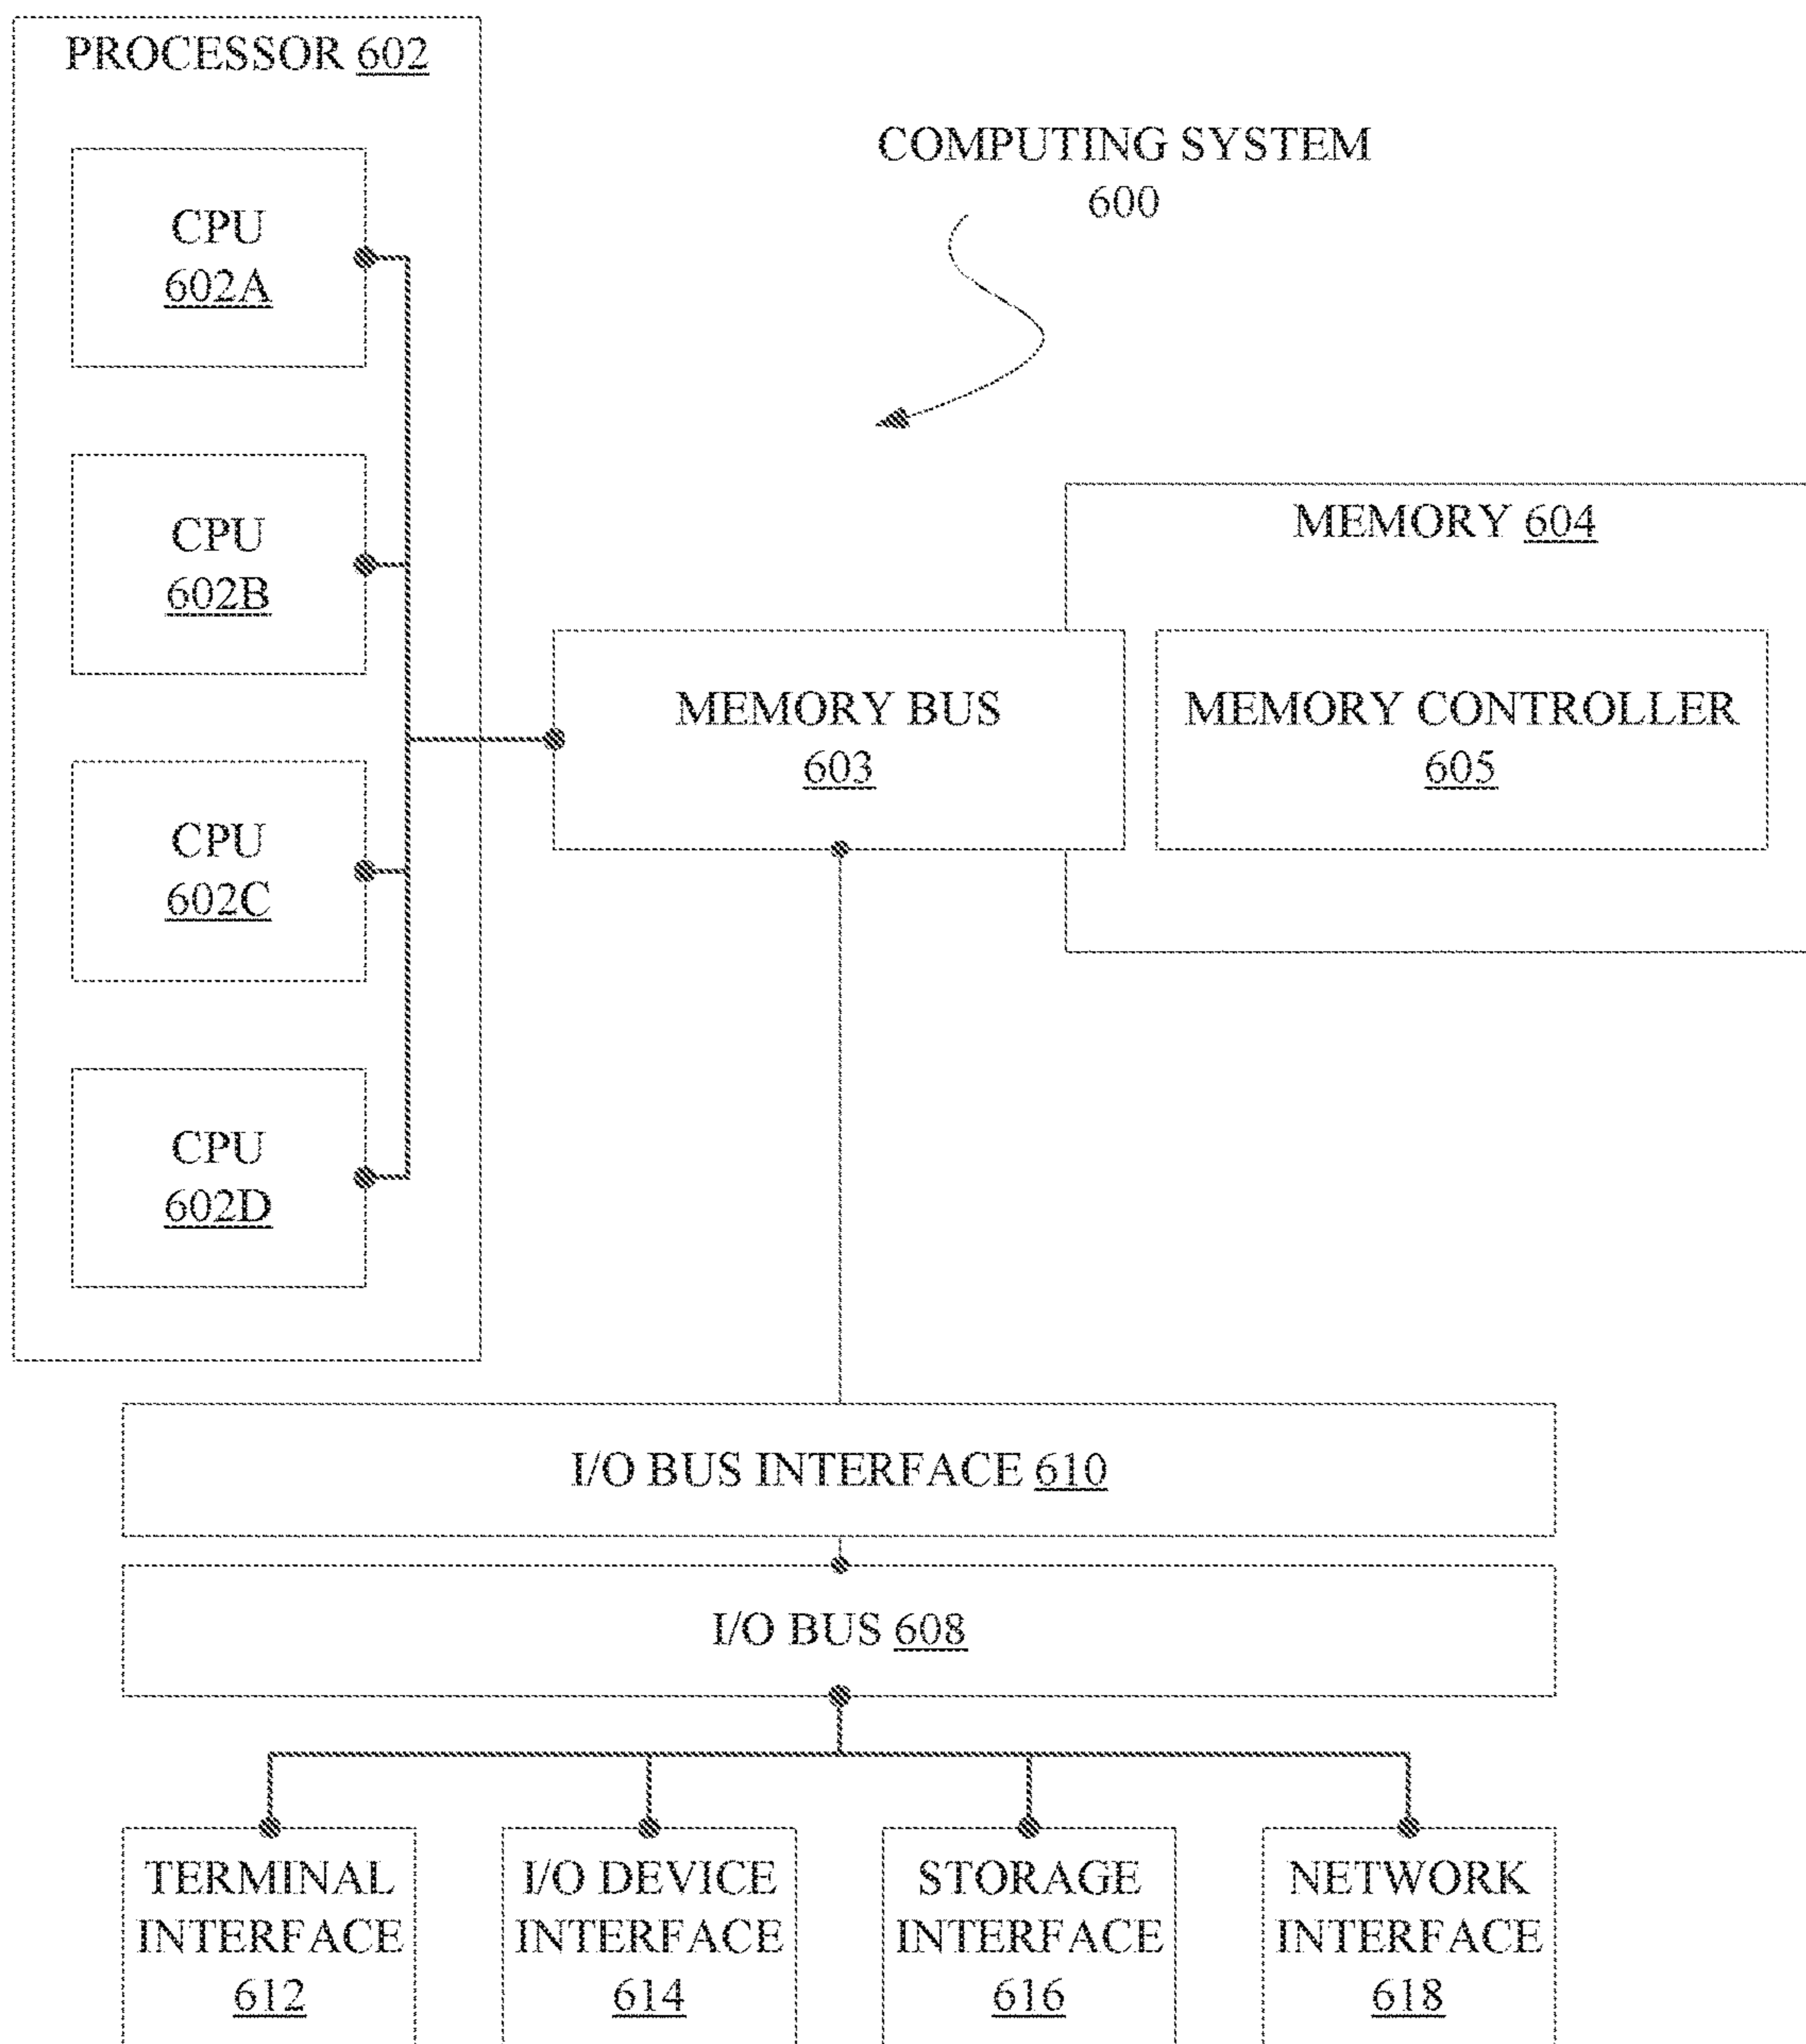 PROCESSOR 602
COMPUTING SYSTEM
600
CPU
602A
CPU
602B
CPU
602C
CPU
602D
MEMORY 604
MEMORY BUS
603
MEMORY CONTROLLER
605
I/O BUS INTERFACE 610
I/O BUS 608
TERMINAL
INTERFACE
612
I/O DEVICE
INTERFACE
614
STORAGE
INTERFACE
616
NETWORK
INTERFACE
618